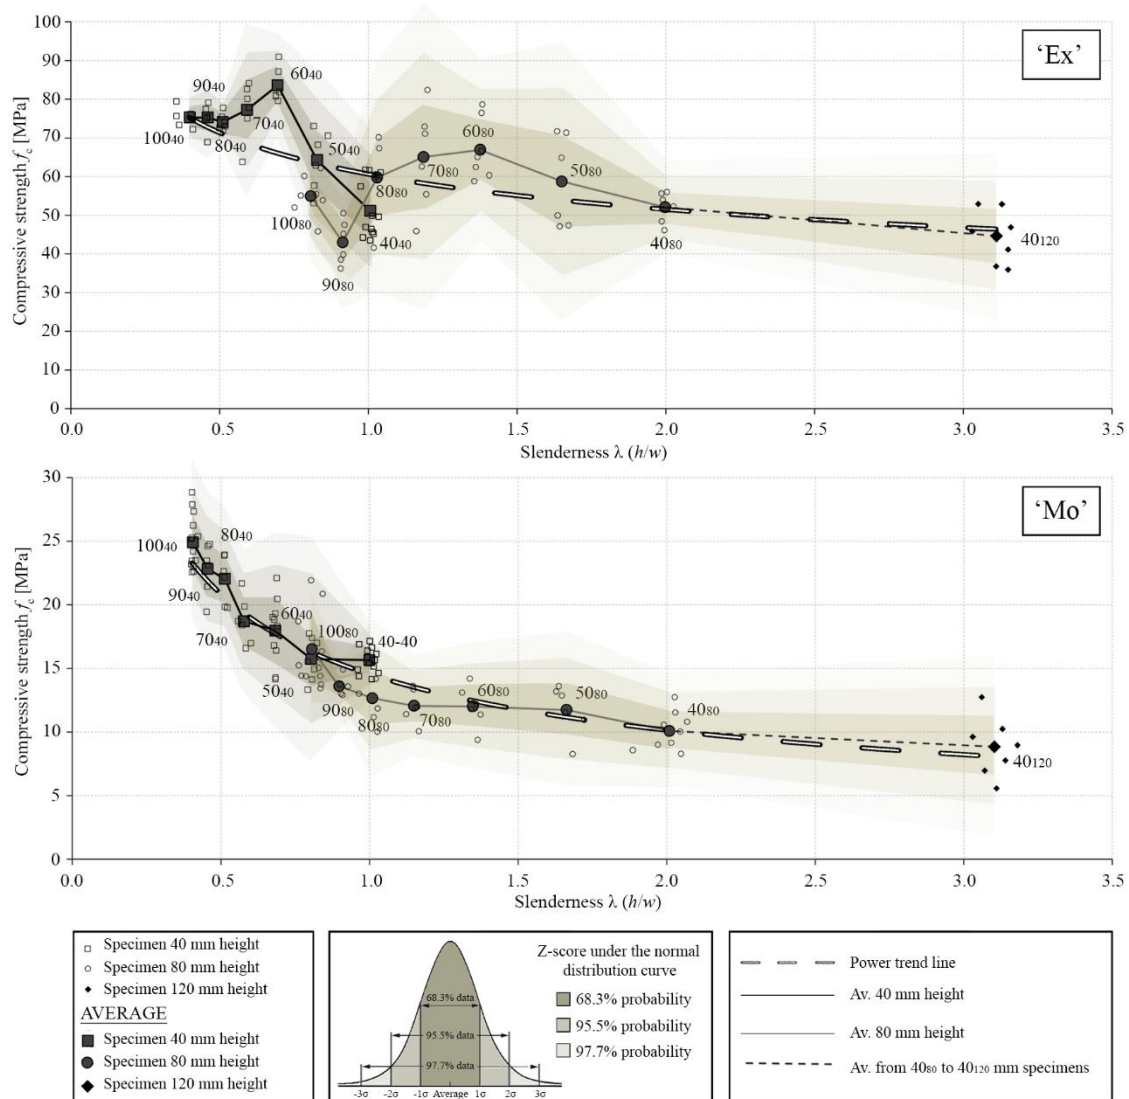 100
90
80
70
60
50
40
30
20
10
0
Compressive strength fc [MPa]
‘Ex’
9040
6040
10040
8040
7040
5040
10080
9080
8080
4040
7080
6080
5080
4080
40120
0.0 0.5 1.0 1.5 2.0 2.5 3.0 3.5
Slenderness λ (h/w)
30
25
20
15
10
5
0
Compressive strength fc [MPa]
‘Mo’
10040
8040
9040
7040
6040
5040
10080
40-40
9080
8080
7080
6080
5080
4080
40120
0.0 0.5 1.0 1.5 2.0 2.5 3.0 3.5
Slenderness λ (h/w)
Specimen 40 mm height
Specimen 80 mm height
Specimen 120 mm height
AVERAGE
Specimen 40 mm height
Specimen 80 mm height
Specimen 120 mm height
Z-score under the normal
distribution curve
68.3% data
95.5% data
97.7% data
-3σ -2σ -1σ Average 1σ 2σ 3σ
68.3% probability
95.5% probability
97.7% probability
Power trend line
Av. 40 mm height
Av. 80 mm height
Av. from 4080 to 40120 mm specimens